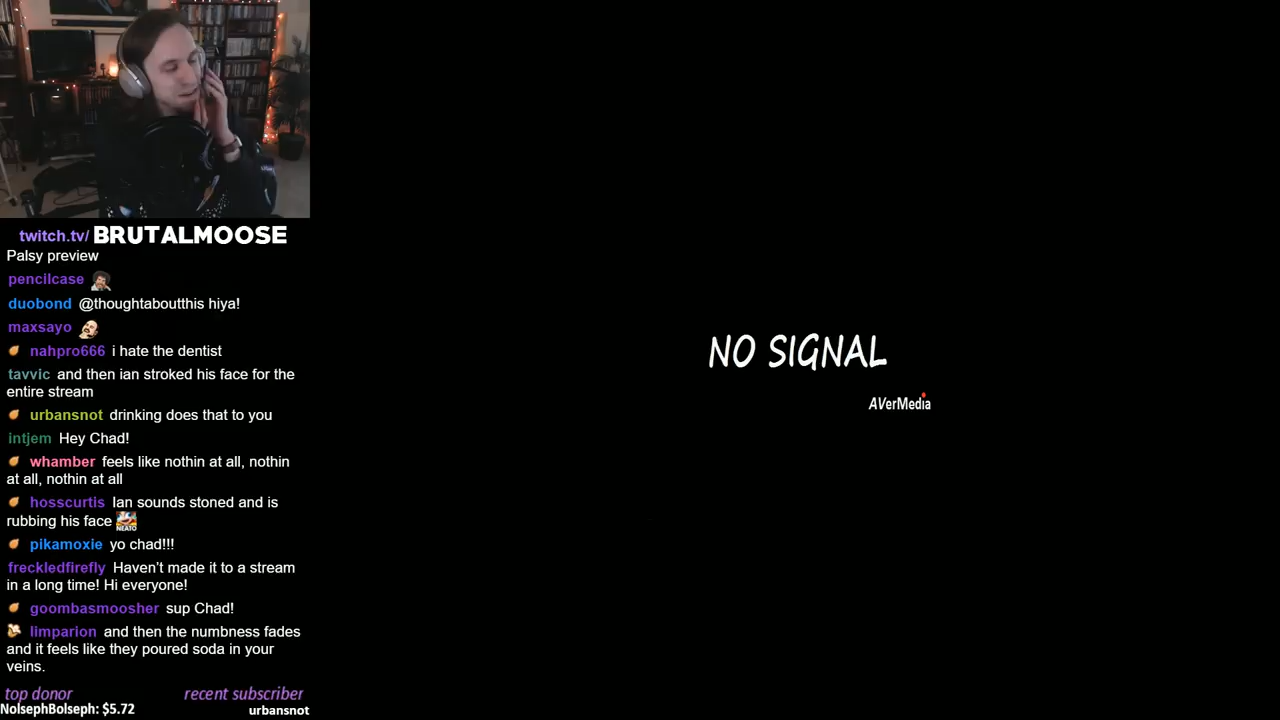 twitch.tv/ BRUTALMOOSE
Palsy preview
pencilcase
duobond @thoughtaboutthis hiya!
maxsayo
nahpro666 i hate the dentist
tavvic and then ian stroked his face for the
entire stream
urbansnot drinking does that to you
intjem Hey Chad!
whamber feels like nothin at all, nothin
at all, nothin at all
hosscurtis Ian sounds stoned and is
rubbing his face
NEATO
pikamoxie yo chad!!!
freckledfirefly Haven't made it to a stream
in a long time! Hi everyone!
goombasmoosher sup Chad!
limparion and then the numbness fades
and it feels like they poured soda in your
veins.
top donor
recent subscriber
NolsephBolseph: $5.72
urbansnot
NO SIGNAL
AVerMedia